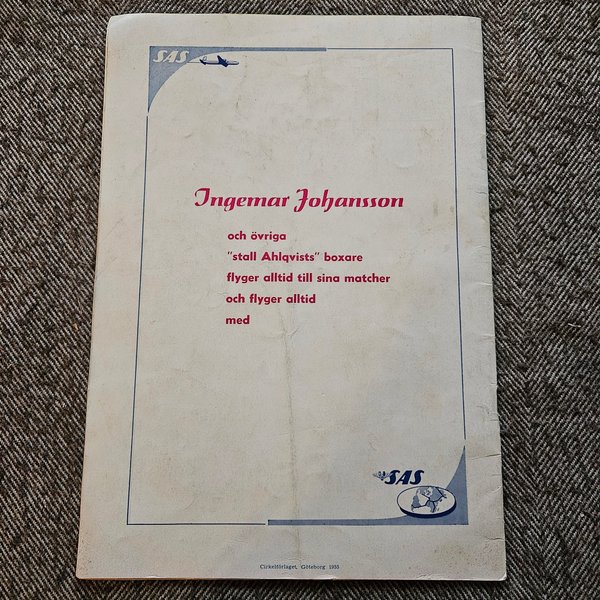 SAS
Ingemar Johansson
och övriga
"stall Ahlqvists" boxare
flyger alltid till sina matcher
och flyger alltid
med
SAS
Cirkelförlaget, Göteborg 1955